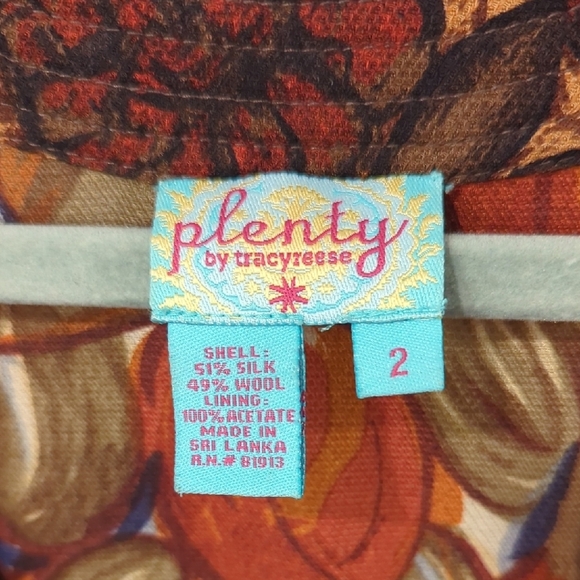 plenty
by tracyreese
2
SHELL:
51% SILK
49% WOOL
LINING:
100% ACETATE
MADE IN
SRI LANKA
R.N.# 81913